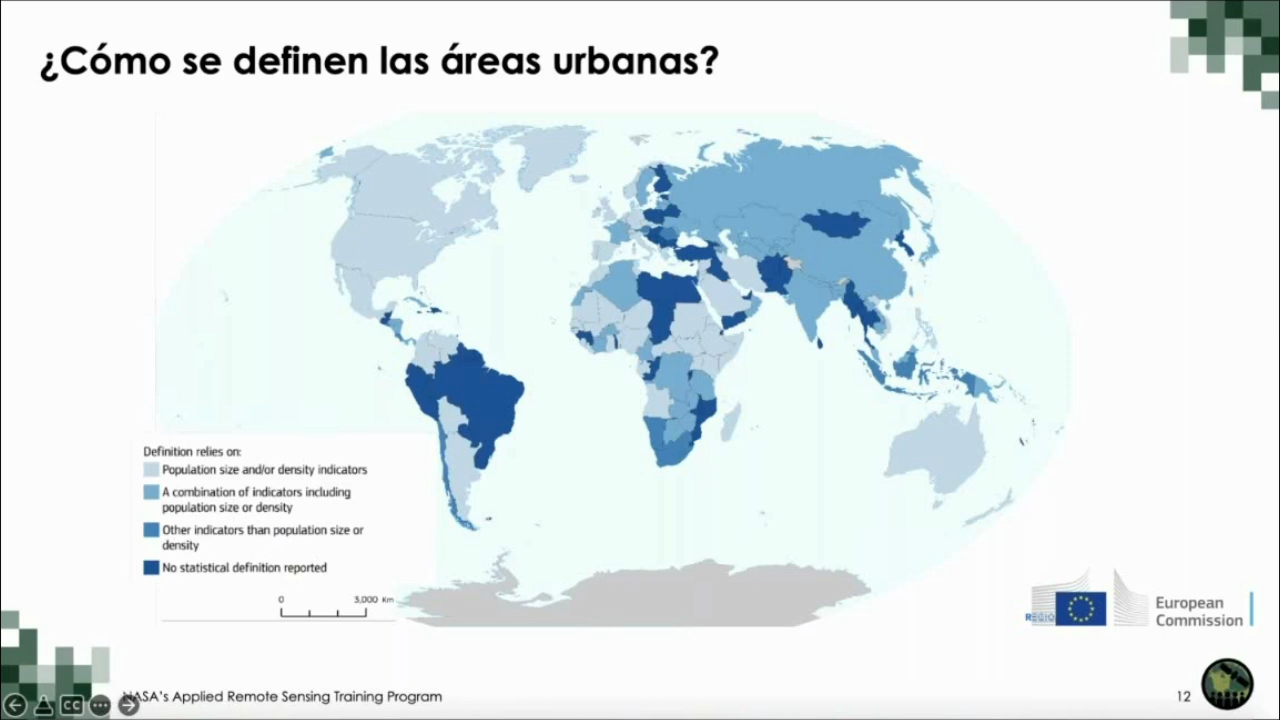 ¿Cómo se definen las áreas urbanas?
Definition relies on:
Population size and/or density indicators
A combination of indicators including
population size or density
Other indicators than population size or
density
No statistical definition reported
0 3,000 Km
European
Commission
NASA's Applied Remote Sensing Training Program
12
CC